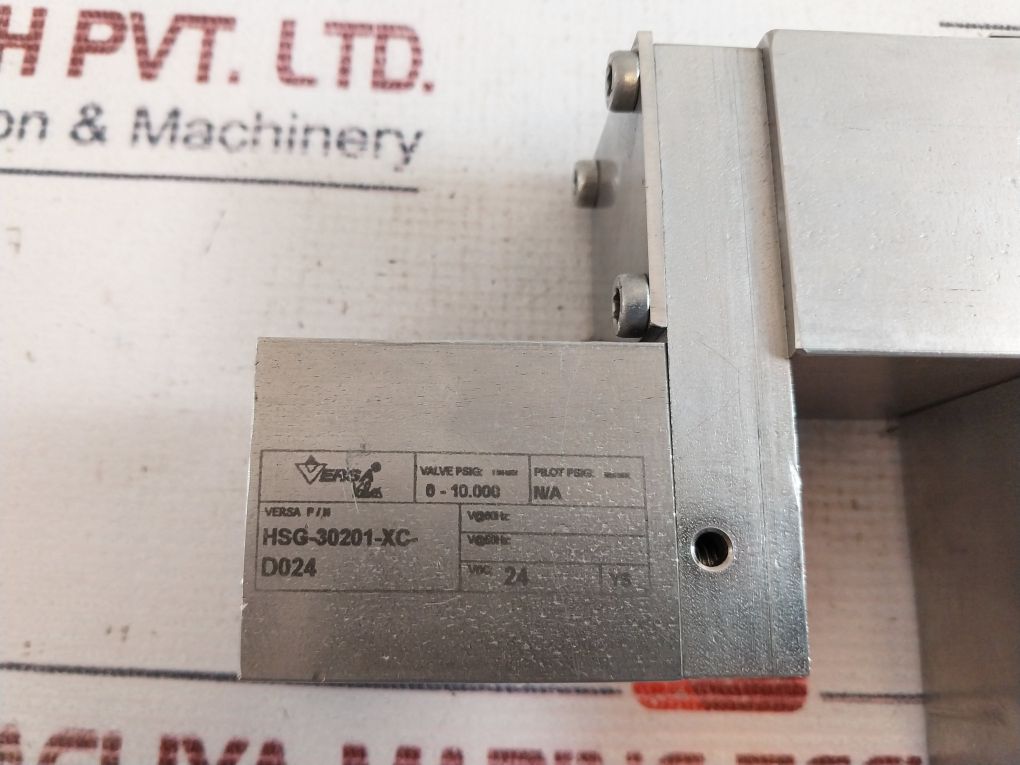 H PVT. LTD.
on & Machinery
VERSA
VALVE PSIG:
0 - 10.000
PILOT PSIG:
N/A
VERSA P / N
HSG-30201-XC-
D024
V@60Hz:
V@50Hz:
VDC: 24
YS